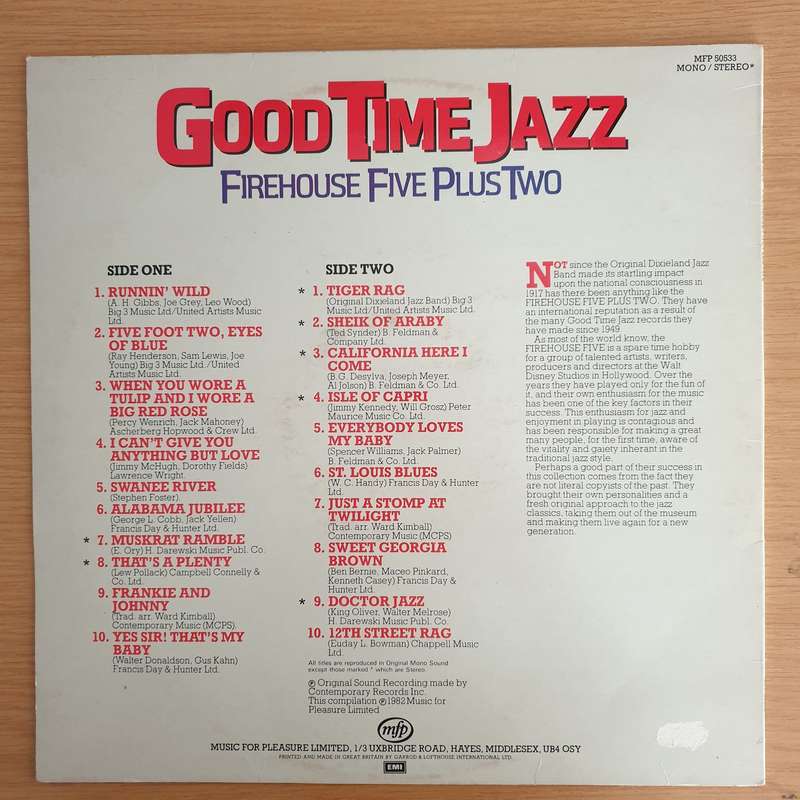 MFP 50533
MONO / STEREO*
GOOD TIME JAZZ
FIREHOUSE FIVE PLUS TWO
SIDE ONE
1. RUNNIN' WILD
(A. H. Gibbs, Joe Grey, Leo Wood)
Big 3 Music Ltd/United Artists Music
Ltd.
2. FIVE FOOT TWO, EYES
OF BLUE
(Ray Henderson, Sam Lewis, Joe
Young) Big 3 Music Ltd./United
Artists Music Ltd.
3. WHEN YOU WORE A
TULIP AND I WORE A
BIG RED ROSE
(Percy Wenrich, Jack Mahoney)
Ascherberg Hopwood & Crew Ltd.
4. I CAN'T GIVE YOU
ANYTHING BUT LOVE
(Jimmy McHugh, Dorothy Fields)
Lawrence Wright.
5. SWANEE RIVER
(Stephen Foster).
6. ALABAMA JUBILEE
(George L. Cobb, Jack Yellen)
Francis Day & Hunter Ltd.
* 7. MUSKRAT RAMBLE
(E. Ory) H. Darewski Music Publ. Co.
* 8. THAT'S A PLENTY
(Lew Pollack) Campbell Connelly &
Co. Ltd.
9. FRANKIE AND
JOHNNY
(Trad. arr. Ward Kimball)
Contemporary Music (MCPS).
10. YES SIR! THAT'S MY
BABY
(Walter Donaldson, Gus Kahn)
Francis Day & Hunter Ltd.
SIDE TWO
* 1. TIGER RAG
(Original Dixieland Jazz Band) Big 3
Music Ltd/United Artists Music Ltd.
* 2. SHEIK OF ARABY
(Ted Synder) B. Feldman &
Company Ltd.
* 3. CALIFORNIA HERE I
COME
(B.G. Desylva, Joseph Meyer,
Al Jolson) B. Feldman & Co. Ltd.
* 4. ISLE OF CAPRI
(Jimmy Kennedy, Will Grosz) Peter
Maurice Music Co. Ltd.
5. EVERYBODY LOVES
MY BABY
(Spencer Williams, Jack Palmer)
B. Feldman & Co. Ltd.
6. ST. LOUIS BLUES
(W. C. Handy) Francis Day & Hunter
Ltd.
7. JUST A STOMP AT
TWILIGHT
(Trad. arr. Ward Kimball)
Contemporary Music (MCPS)
8. SWEET GEORGIA
BROWN
(Ben Bernie, Maceo Pinkard,
Kenneth Casey) Francis Day &
Hunter Ltd.
* 9. DOCTOR JAZZ
(King Oliver, Walter Melrose)
H. Darewski Music Publ. Co.
10. 12TH STREET RAG
(Euday L. Bowman) Chappell Music
Ltd.
All titles are reproduced in Original Mono Sound
except those marked * which are Stereo.
℗ Original Sound Recording made by
Contemporary Records Inc.
This compilation ℗ 1982 Music for
Pleasure Limited
NOT since the Original Dixieland Jazz
Band made its startling impact
upon the national consciousness in
1917 has there been anything like the
FIREHOUSE FIVE PLUS TWO. They have
an international reputation as a result of
the many Good Time Jazz records they
have made since 1949.
As most of the world know, the
FIREHOUSE FIVE is a spare time hobby
for a group of talented artists, writers,
producers and directors at the Walt
Disney Studios in Hollywood. Over the
years they have played only for the fun of
it, and their own enthusiasm for the music
has been one of the key factors in their
success. This enthusiasm for jazz and
enjoyment in playing is contagious and
has been responsible for making a great
many people, for the first time, aware of
the vitality and gaiety inherant in the
traditional jazz style.
Perhaps a good part of their success in
this collection comes from the fact they
are not literal copyists of the past. They
brought their own personalities and a
fresh original approach to the jazz
classics, taking them out of the museum
and making them live again for a new
generation.
mfp
MUSIC FOR PLEASURE LIMITED, 1/3 UXBRIDGE ROAD, HAYES, MIDDLESEX, UB4 OSY
PRINTED AND MADE IN GREAT BRITAIN BY GARROD & LOFTHOUSE INTERNATIONAL LTD.
EMI